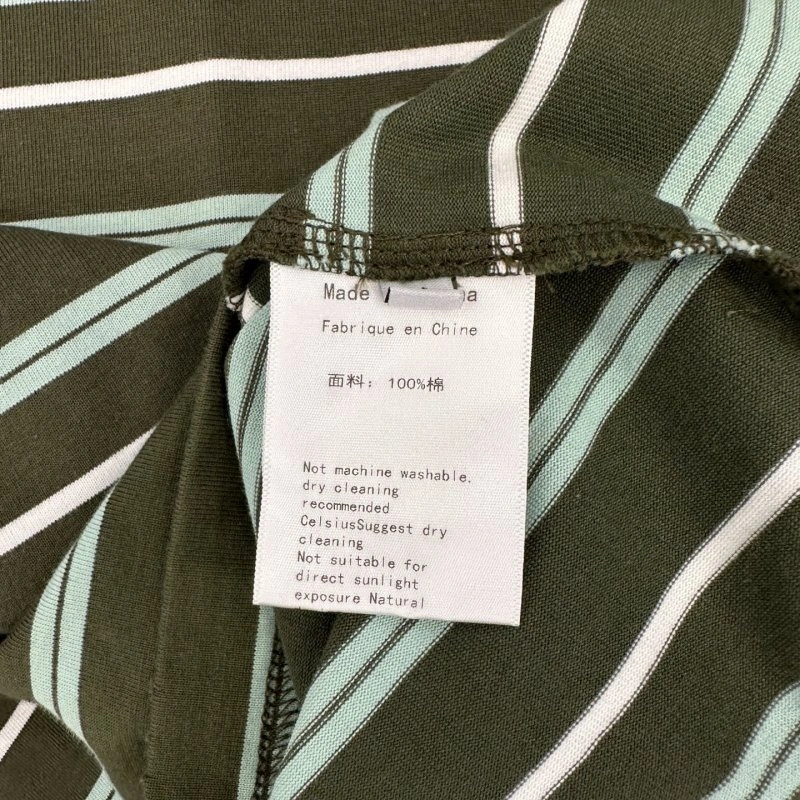 Made
Fabrique en Chine
面料: 100%棉
Not machine washable.
dry cleaning
recommended
CelsiusSuggest dry
cleaning
Not suitable for
direct sunlight
exposure Natural